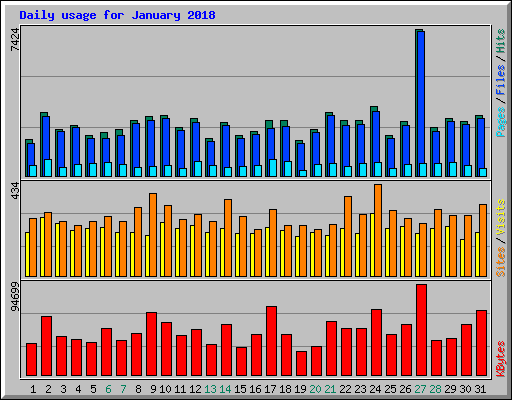 Daily usage for January 2018
7424
Pages / Files / Hits
434
Sites / Visits
94699
KBytes
1 2 3 4 5 6 7 8 9 10 11 12 13 14 15 16 17 18 19 20 21 22 23 24 25 26 27 28 29 30 31